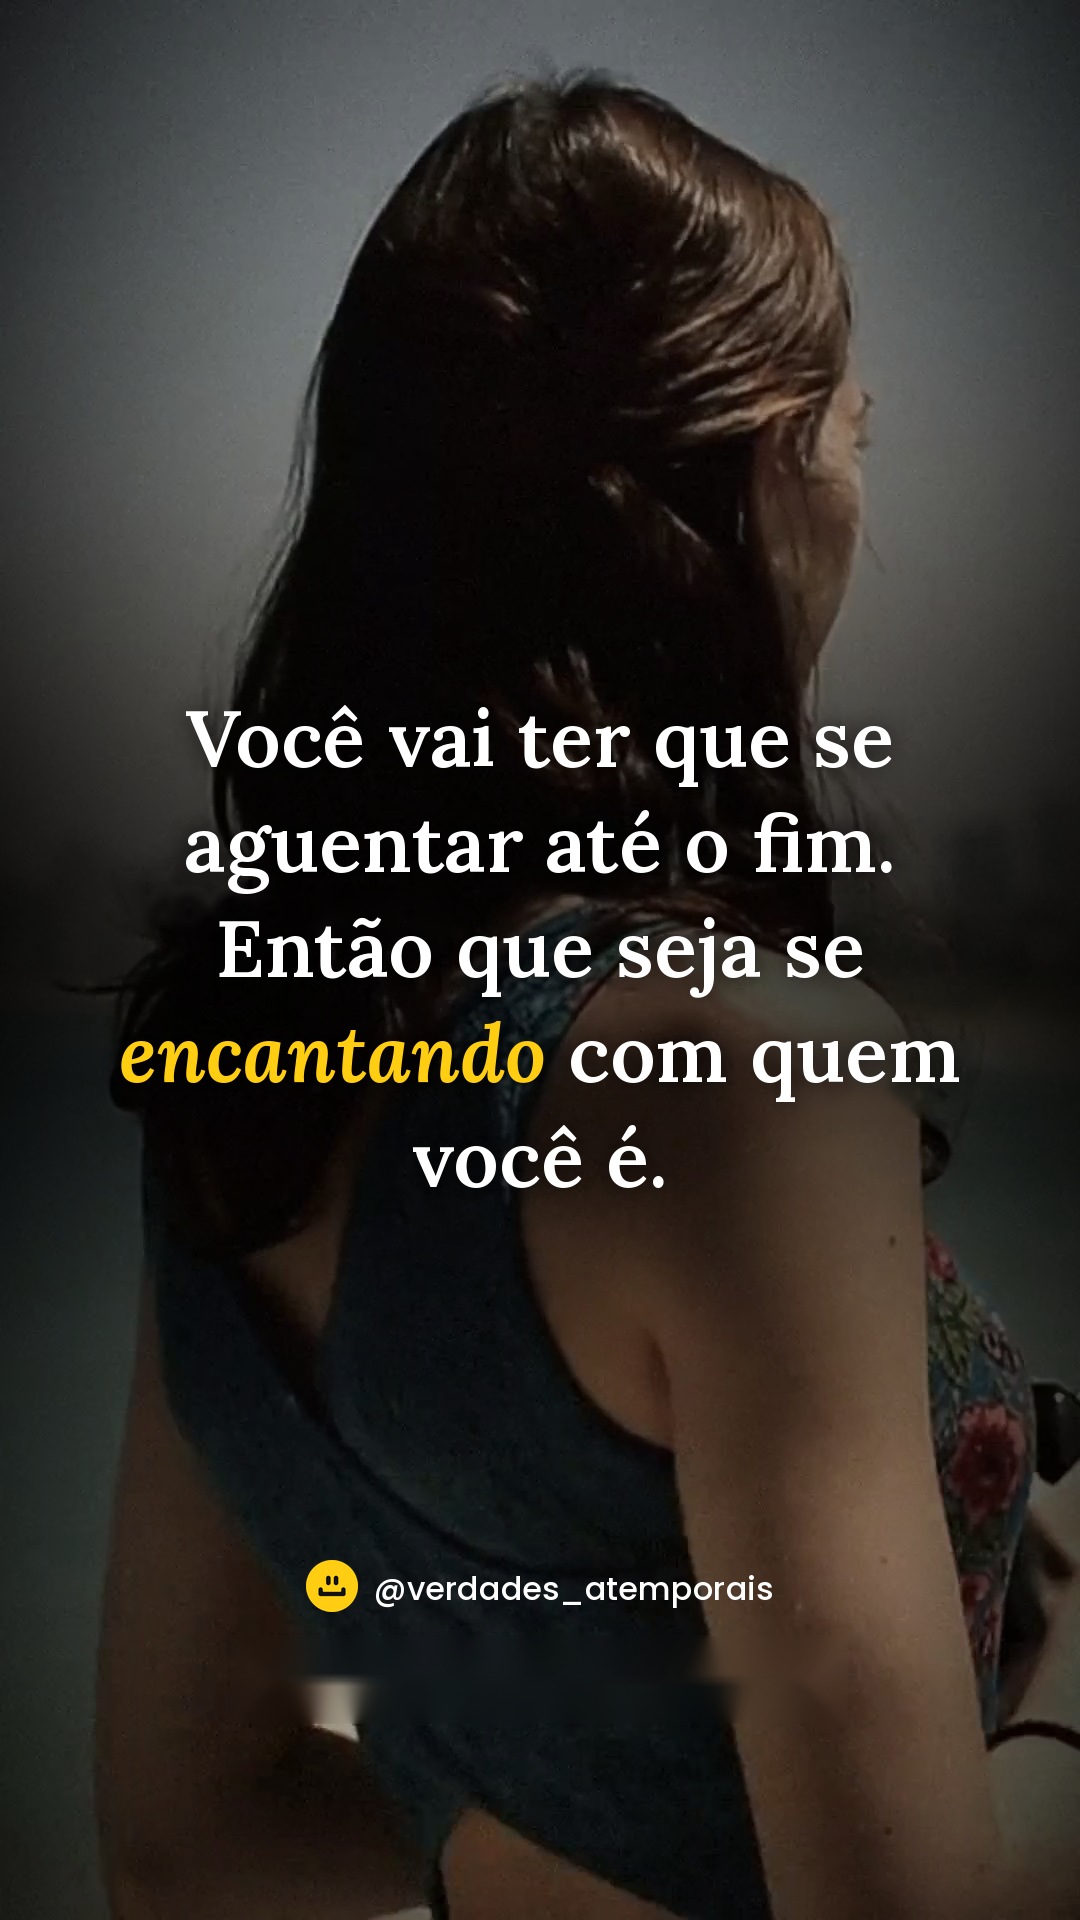 Você vai ter que se
aguentar até o fim.
Então que seja se
encantando com quem
você é.
@verdades_atemporais